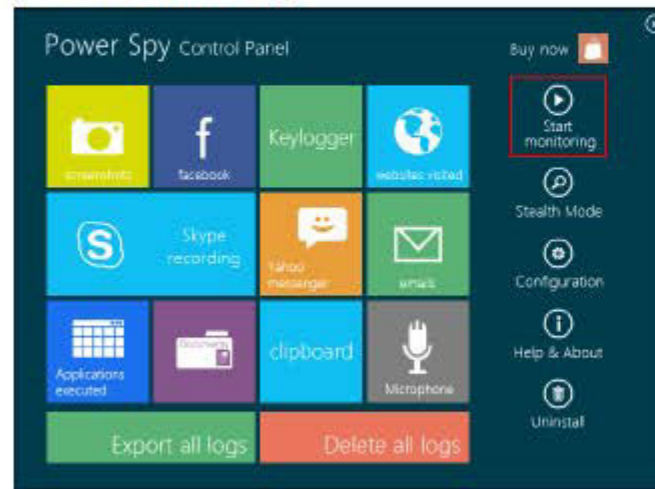 Power Spy Control Panel
Buy now
screenshots
facebook
Keylogger
websites visited
Start
monitoring
Skype
recording
Yahoo
messenger
emails
Stealth Mode
Configuration
Applications
executed
Documents
clipboard
Microphone
Help & About
Uninstall
Export all logs
Delete all logs